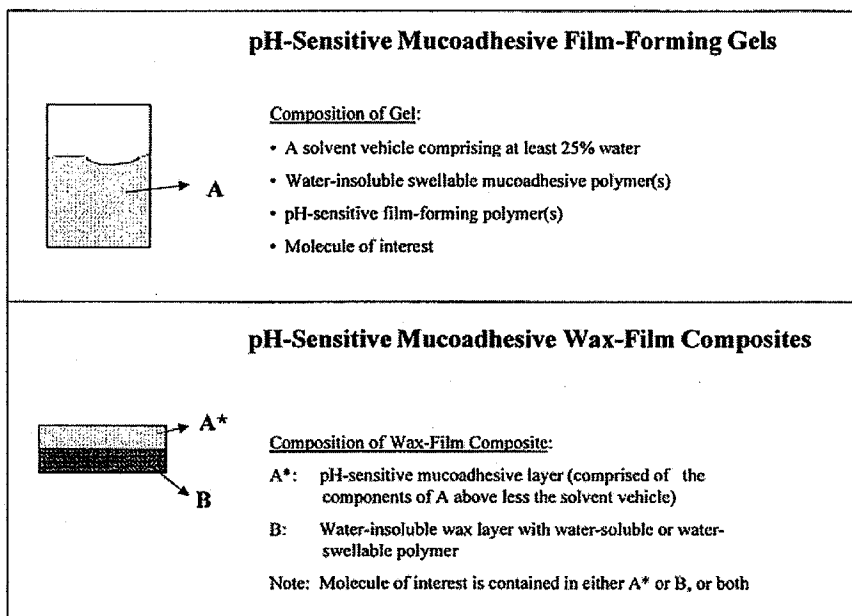 pH-Sensitive Mucoadhesive Film-Forming Gels
Composition of Gel:
• A solvent vehicle comprising at least 25% water
• Water-insoluble swellable mucoadhesive polymer(s)
A
• pH-sensitive film-forming polymer(s)
• Molecule of interest
pH-Sensitive Mucoadhesive Wax-Film Composites
A*
Composition of Wax-Film Composite:
A*: pH-sensitive mucoadhesive layer (comprised of the
components of A above less the solvent vehicle)
B
B: Water-insoluble wax layer with water-soluble or water-
swellable polymer
Note: Molecule of interest is contained in either A* or B, or both